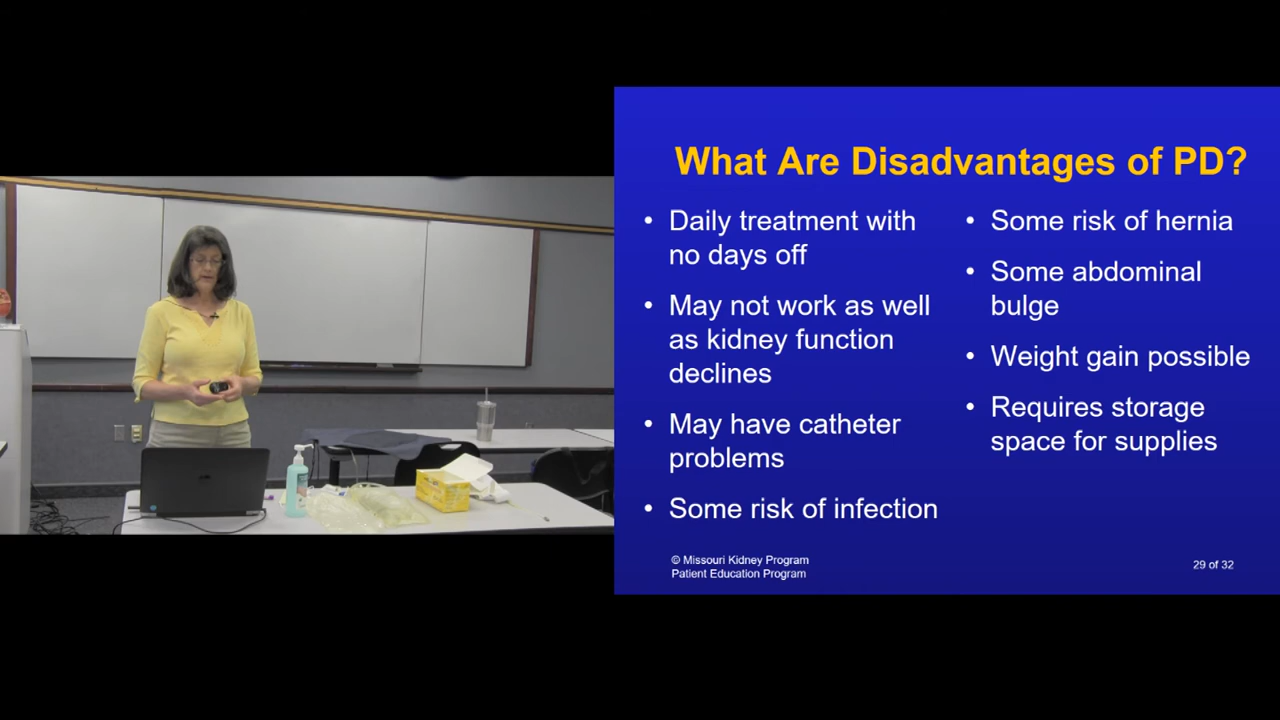 What Are Disadvantages of PD?
• Daily treatment with
no days off
• May not work as well
as kidney function
declines
• May have catheter
problems
• Some risk of infection
• Some risk of hernia
• Some abdominal
bulge
• Weight gain possible
• Requires storage
space for supplies
© Missouri Kidney Program
Patient Education Program
29 of 32